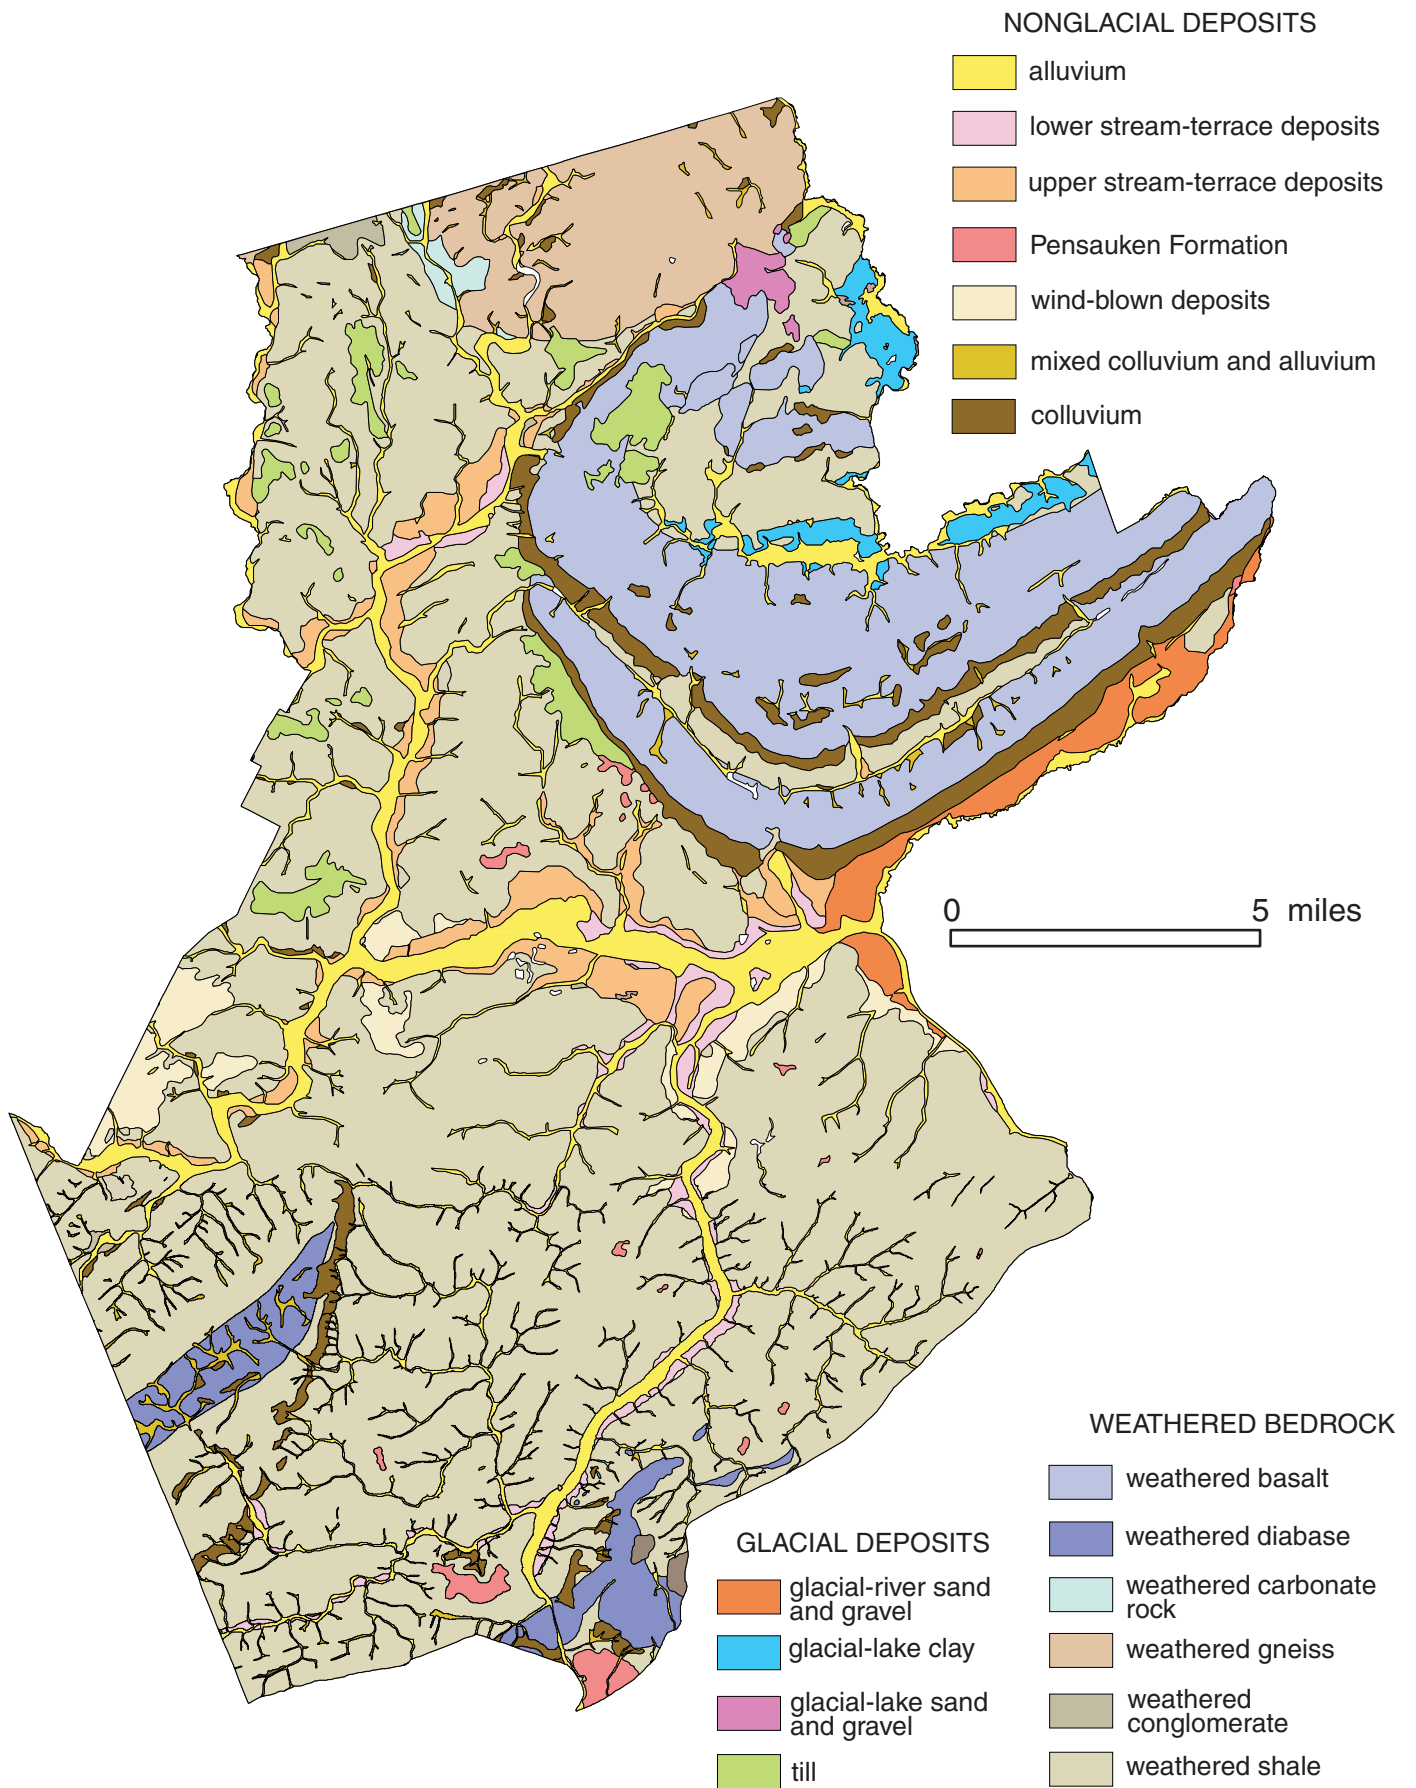 NONGLACIAL DEPOSITS
alluvium
lower stream-terrace deposits
upper stream-terrace deposits
Pensauken Formation
wind-blown deposits
mixed colluvium and alluvium
colluvium
0 5 miles
GLACIAL DEPOSITS
glacial-river sand
and gravel
glacial-lake clay
glacial-lake sand
and gravel
till
WEATHERED BEDROCK
weathered basalt
weathered diabase
weathered carbonate
rock
weathered gneiss
weathered
conglomerate
weathered shale